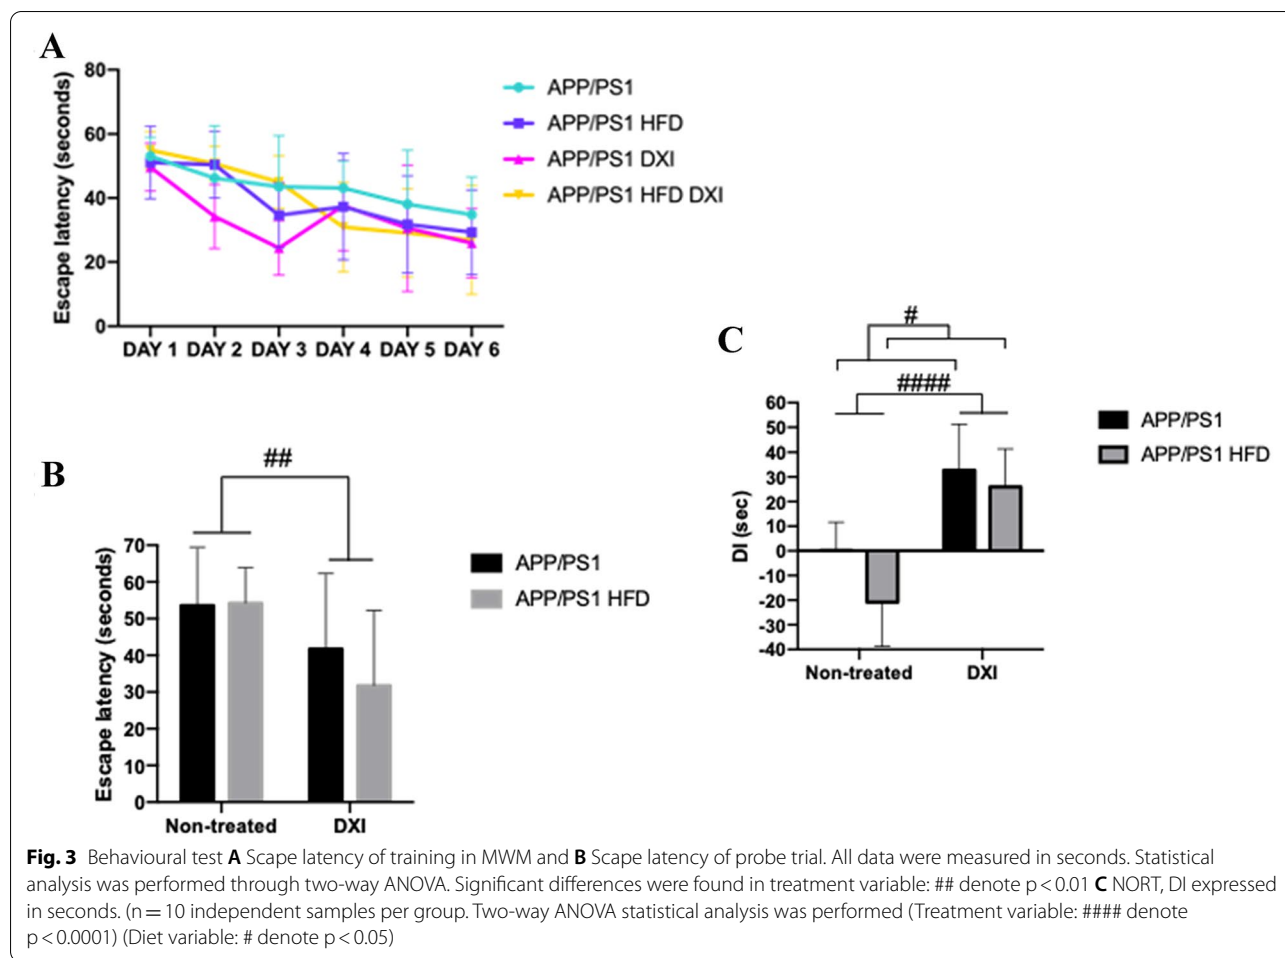 A
Escape latency (seconds)
80
60
40
20
0
DAY 1 DAY 2 DAY 3 DAY 4 DAY 5 DAY 6
APP/PS1
APP/PS1 HFD
APP/PS1 DXI
APP/PS1 HFD DXI
B
##
Escape latency (seconds)
70
60
50
40
30
20
10
0
Non-treated DXI
APP/PS1
APP/PS1 HFD
C
#
####
DI (sec)
60
50
40
30
20
10
0
-10
-20
-30
-40
Non-treated DXI
APP/PS1
APP/PS1 HFD
Fig. 3 Behavioural test A Scape latency of training in MWM and B Scape latency of probe trial. All data were measured in seconds. Statistical
analysis was performed through two-way ANOVA. Significant differences were found in treatment variable: ## denote p < 0.01 C NORT, DI expressed
in seconds. (n = 10 independent samples per group. Two-way ANOVA statistical analysis was performed (Treatment variable: #### denote
p < 0.0001) (Diet variable: # denote p < 0.05)